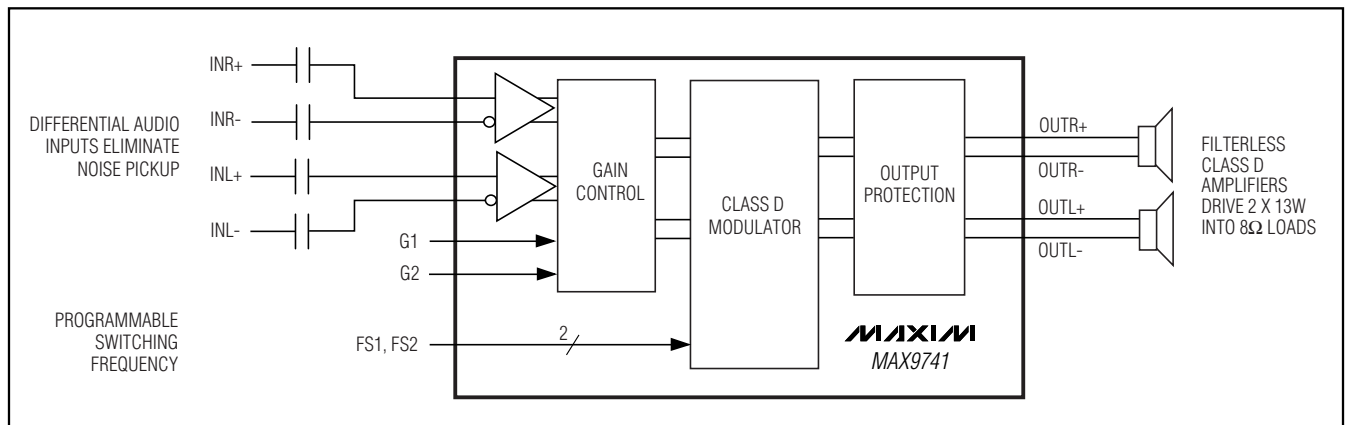 INR+
INR-
INL+
INL-
DIFFERENTIAL AUDIO
INPUTS ELIMINATE
NOISE PICKUP
G1
G2
PROGRAMMABLE
SWITCHING
FREQUENCY
FS1, FS2
2
GAIN
CONTROL
CLASS D
MODULATOR
OUTPUT
PROTECTION
MAXIM
MAX9741
OUTR+
OUTR-
OUTL+
OUTL-
FILTERLESS
CLASS D
AMPLIFIERS
DRIVE 2 X 13W
INTO 8Ω LOADS